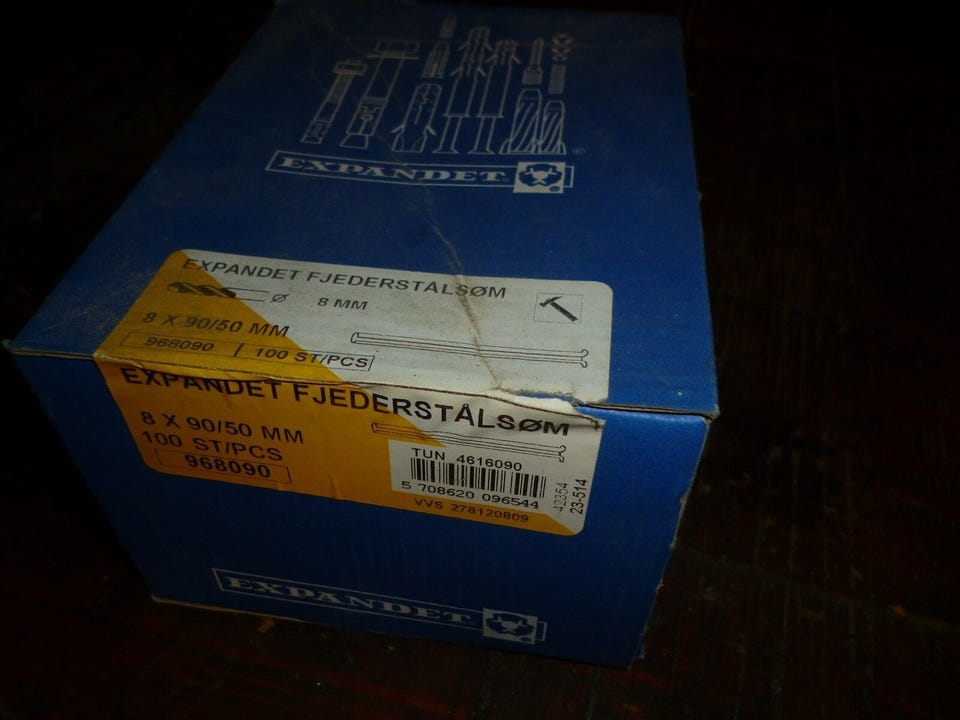 EXPANDET ®
EXPANDET FJEDERSTÅLSØM
Ø 8 MM
8 X 90/50 MM
968090 | 100 ST/PCS
EXPANDET FJEDERSTÅLSØM
8 X 90/50 MM
100 ST/PCS
968090
TUN 4616090
5 708620 096544
VVS 278120809
42354
23-514
EXPANDET ®